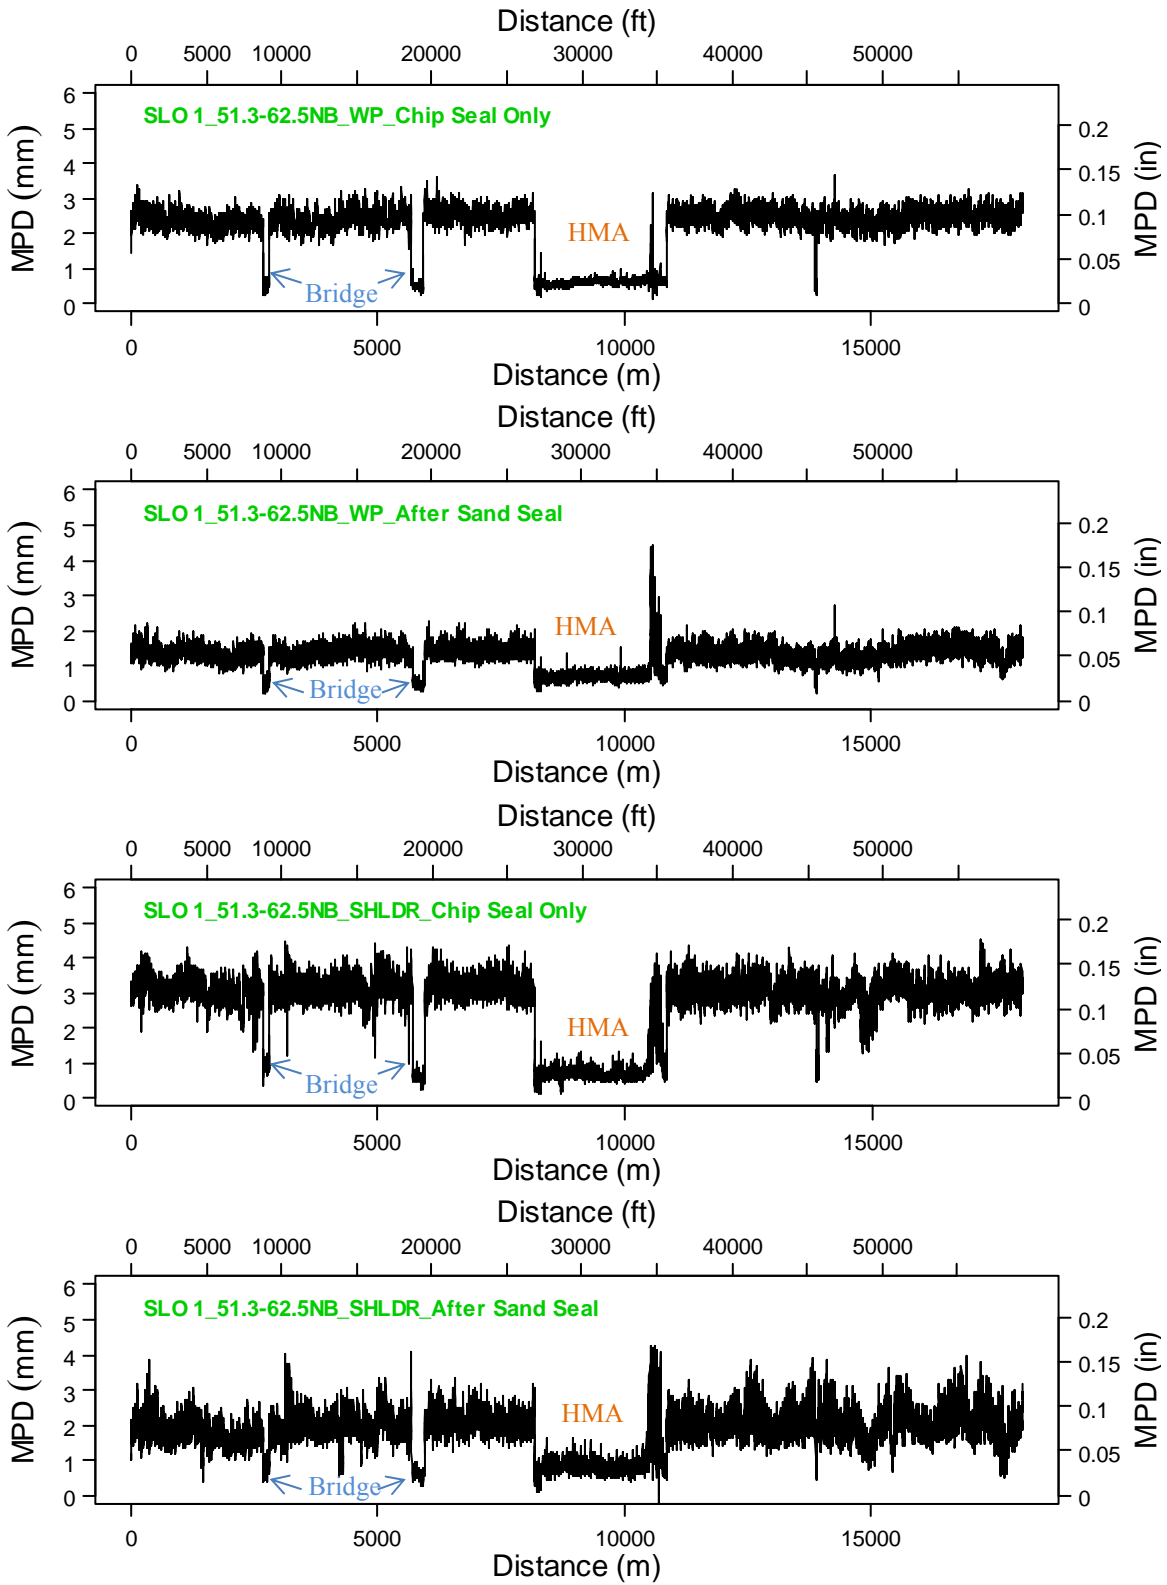 Distance (ft)
0 5000 10000 20000 30000 40000 50000
SLO 1_51.3-62.5NB_WP_Chip Seal Only
6
5
4
3
2
1
0
MPD (mm)
HMA
Bridge
0.2
0.15
0.1
0.05
0
MPD (in)
0 5000 10000 15000
Distance (m)
Distance (ft)
0 5000 10000 20000 30000 40000 50000
SLO 1_51.3-62.5NB_WP_After Sand Seal
6
5
4
3
2
1
0
MPD (mm)
HMA
Bridge
0.2
0.15
0.1
0.05
0
MPD (in)
0 5000 10000 15000
Distance (m)
Distance (ft)
0 5000 10000 20000 30000 40000 50000
SLO 1_51.3-62.5NB_SHLDR_Chip Seal Only
6
5
4
3
2
1
0
MPD (mm)
HMA
Bridge
0.2
0.15
0.1
0.05
0
MPD (in)
0 5000 10000 15000
Distance (m)
Distance (ft)
0 5000 10000 20000 30000 40000 50000
SLO 1_51.3-62.5NB_SHLDR_After Sand Seal
6
5
4
3
2
1
0
MPD (mm)
HMA
Bridge
0.2
0.15
0.1
0.05
0
MPD (in)
0 5000 10000 15000
Distance (m)